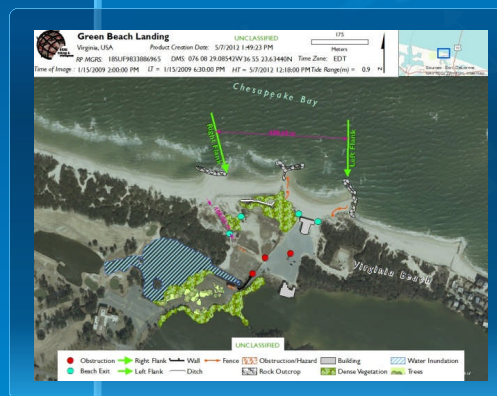 Green Beach Landing
UNCLASSIFIED
Virginia, USA
Product Creation Date: 5/7/2012 1:49:23 PM
RP MGRS: 18SUF9833886965 DMS: 076 08 29.08542W 36 55 23.63440N Time Zone: EDT
Time of Image : 1/15/2009 2:00:00 PM LT = 1/15/2009 6:30:00 PM HT = 5/7/2012 12:18:00 PM Tide Range(m) = 0.9
175
Meters
Chesapeake Bay
Right Flank
Left Flank
Virginia Beach
UNCLASSIFIED
Obstruction Right Flank Wall Fence Obstruction/Hazard Building Water Inundation
Beach Exit Left Flank Ditch Rock Outcrop Dense Vegetation Trees